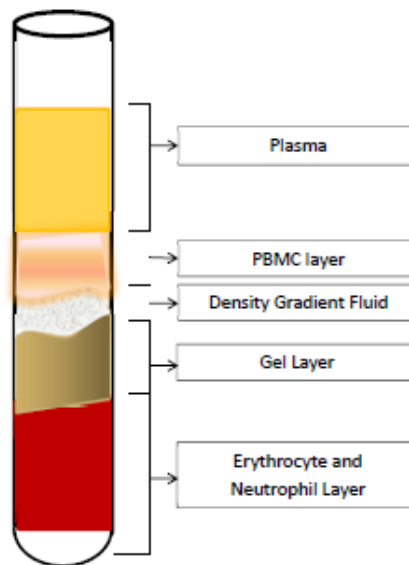 Plasma
PBMC layer
Density Gradient Fluid
Gel Layer
Erythrocyte and
Neutrophil Layer